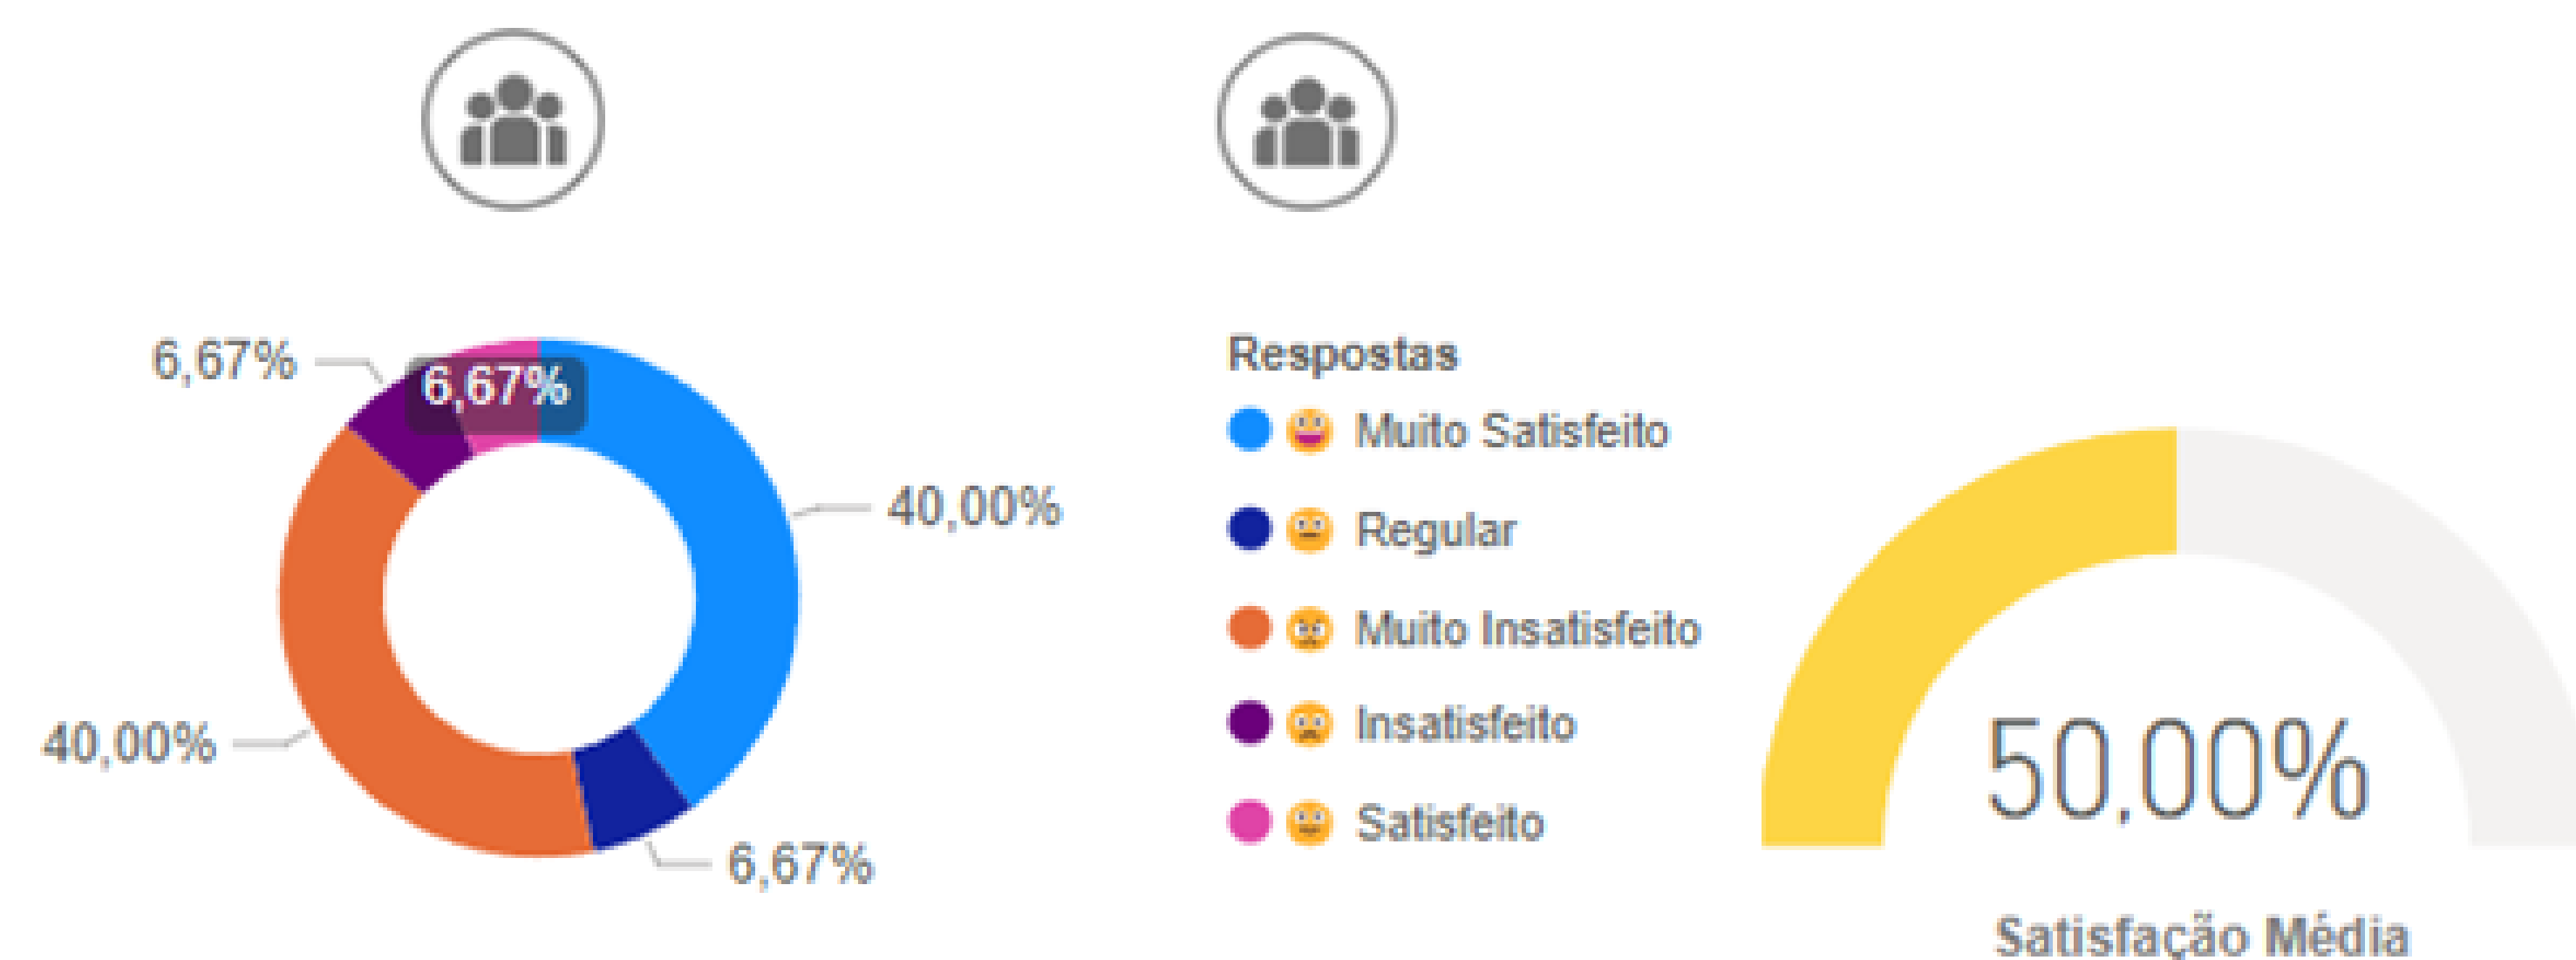 6,67%
6,67%
40,00%
40,00%
6,67%
Respostas
Muito Satisfeito
Regular
Muito Insatisfeito
Insatisfeito
Satisfeito
50,00%
Satisfação Média